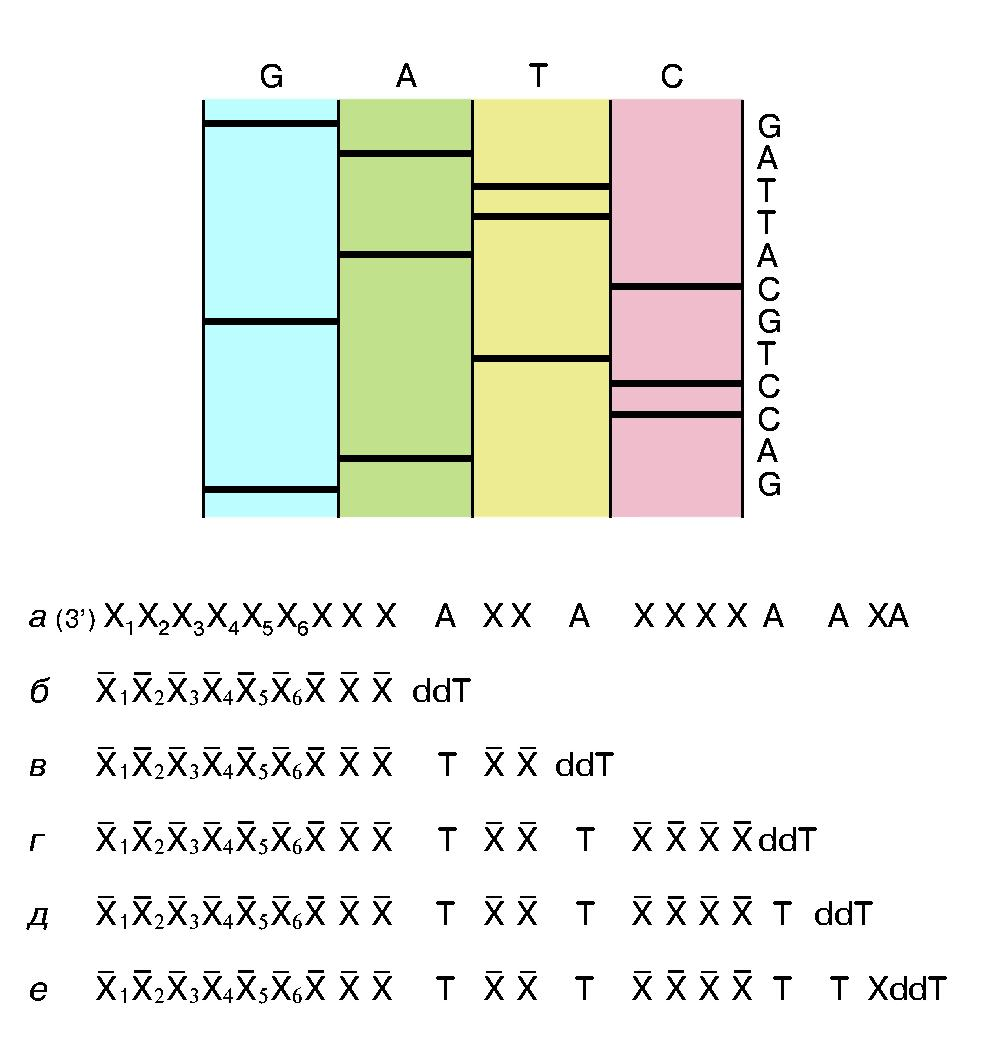 G A T C
G
A
T
T
A
C
G
T
C
C
A
G
а (3’) X₁X₂X₃X₄X₅X₆X X X A X X A X X X X A A XA
б X̅₁X̅₂X̅₃X̅₄X̅₅X̅₆X̅ X̅ X̅ ddT
в X̅₁X̅₂X̅₃X̅₄X̅₅X̅₆X̅ X̅ X̅ T X̅ X̅ ddT
г X̅₁X̅₂X̅₃X̅₄X̅₅X̅₆X̅ X̅ X̅ T X̅ X̅ T X̅ X̅ X̅ X̅ ddT
д X̅₁X̅₂X̅₃X̅₄X̅₅X̅₆X̅ X̅ X̅ T X̅ X̅ T X̅ X̅ X̅ X̅ T ddT
е X̅₁X̅₂X̅₃X̅₄X̅₅X̅₆X̅ X̅ X̅ T X̅ X̅ T X̅ X̅ X̅ X̅ T T XddT